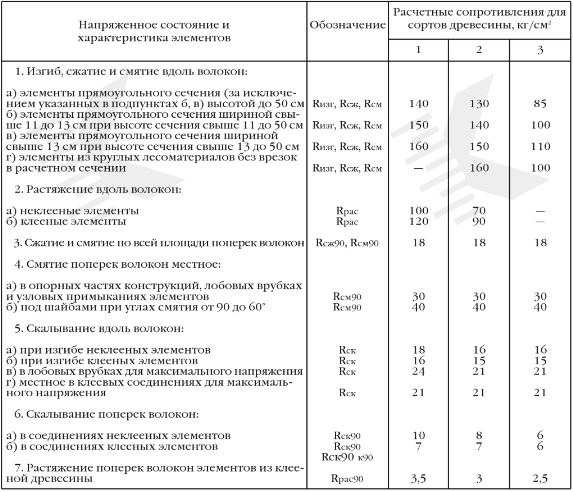 Напряженное состояние и характеристика элементов | Обозначение | Расчетные сопротивления для сортов древесины, кг/см²
1 | 2 | 3
1. Изгиб, сжатие и смятие вдоль волокон:
а) элементы прямоугольного сечения (за исключе-
нием указанных в подпунктах б, в) высотой до 50 см | Rизг, Rсж, Rсм | 140 | 130 | 85
б) элементы прямоугольного сечения шириной свы-
ше 11 до 13 см при высоте сечения свыше 11 до 50 см | Rизг, Rсж, Rсм | 150 | 140 | 100
в) элементы прямоугольного сечения шириной
свыше 13 см при высоте сечения свыше 13 до 50 см | Rизг, Rсж, Rсм | 160 | 150 | 110
г) элементы из круглых лесоматериалов без врезок
в расчетном сечении | Rизг, Rсж, Rсм | — | 160 | 100
2. Растяжение вдоль волокон:
а) неклееные элементы | Rрас | 100 | 70 | —
б) клееные элементы | Rрас | 120 | 90 | —
3. Сжатие и смятие по всей площади поперек волокон | Rсж90, Rсм90 | 18 | 18 | 18
4. Смятие поперек волокон местное:
а) в опорных частях конструкций, лобовых врубках
и узловых примыканиях элементов | Rсм90 | 30 | 30 | 30
б) под шайбами при углах смятия от 90 до 60° | Rсм90 | 40 | 40 | 40
5. Скалывание вдоль волокон:
а) при изгибе неклееных элементов | Rск | 18 | 16 | 16
б) при изгибе клееных элементов | Rск | 16 | 15 | 15
в) в лобовых врубках для максимального напряжения | Rск | 24 | 21 | 21
г) местное в клеевых соединениях для максималь-
ного напряжения | Rск | 21 | 21 | 21
6. Скалывание поперек волокон:
а) в соединениях неклееных элементов | Rск90 | 10 | 8 | 6
б) в соединениях клееных элементов | Rск90 | 7 | 7 | 6
Rск90 к90
7. Растяжение поперек волокон элементов из клее-
ной древесины | Rрас90 | 3,5 | 3 | 2,5